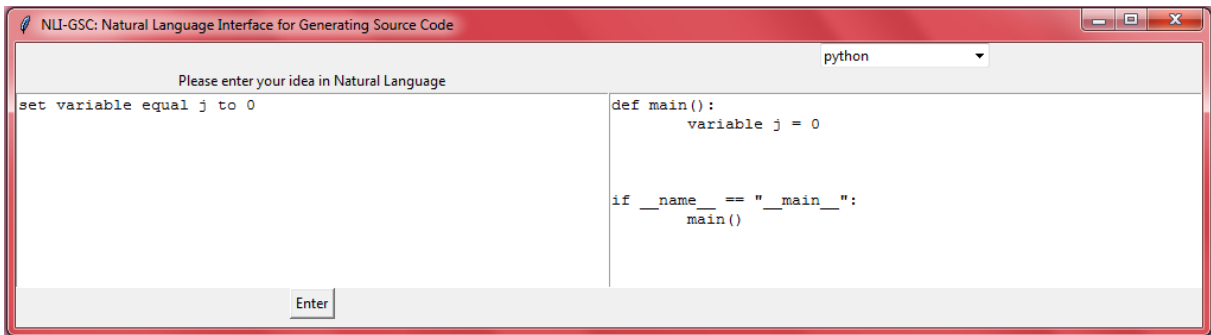 NLI-GSC: Natural Language Interface for Generating Source Code
python
Please enter your idea in Natural Language
set variable equal j to 0
def main():
        variable j = 0
if __name__ == "__main__":
        main()
Enter